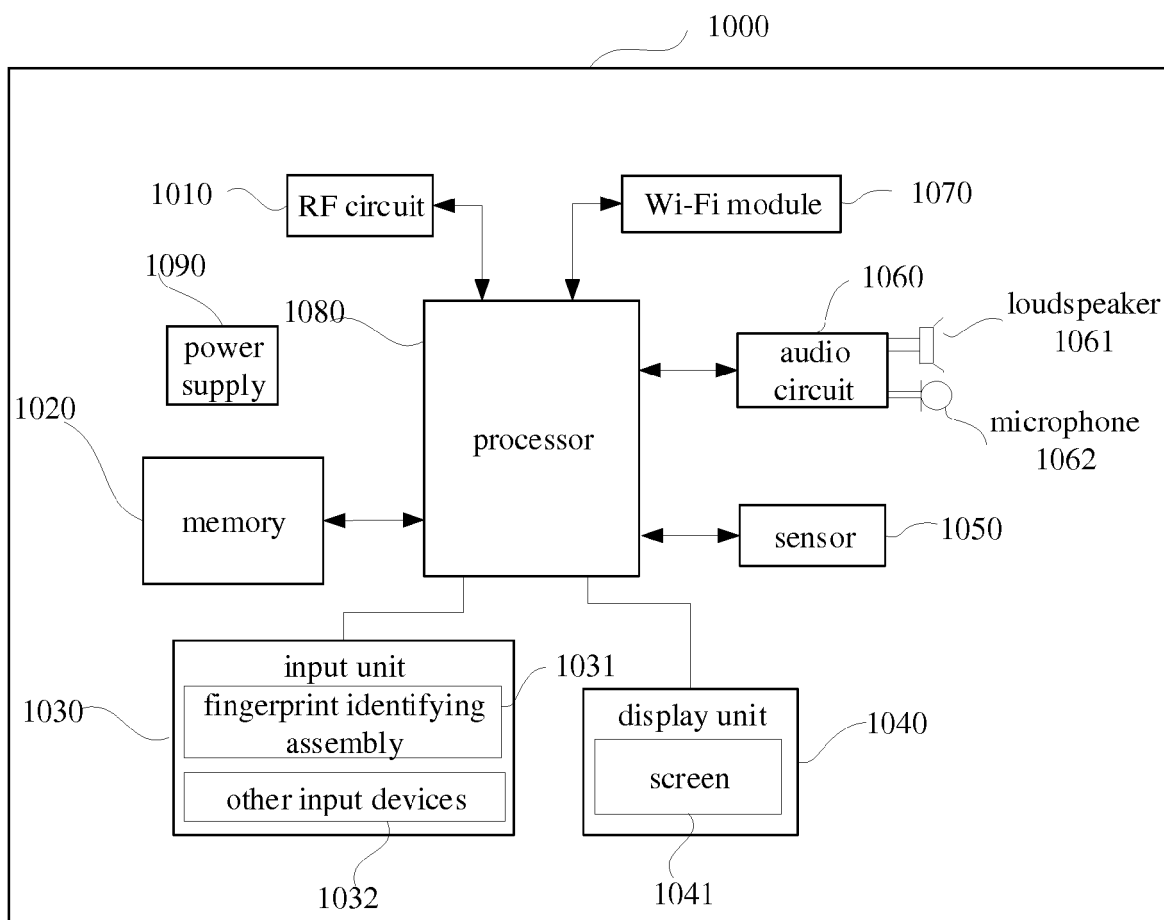 1000
1010
RF circuit
Wi-Fi module
1070
1090
power
supply
1080
1060
audio
circuit
loudspeaker
1061
microphone
1062
1020
memory
processor
sensor
1050
input unit
1031
fingerprint identifying
assembly
1030
other input devices
1032
display unit
1040
screen
1041